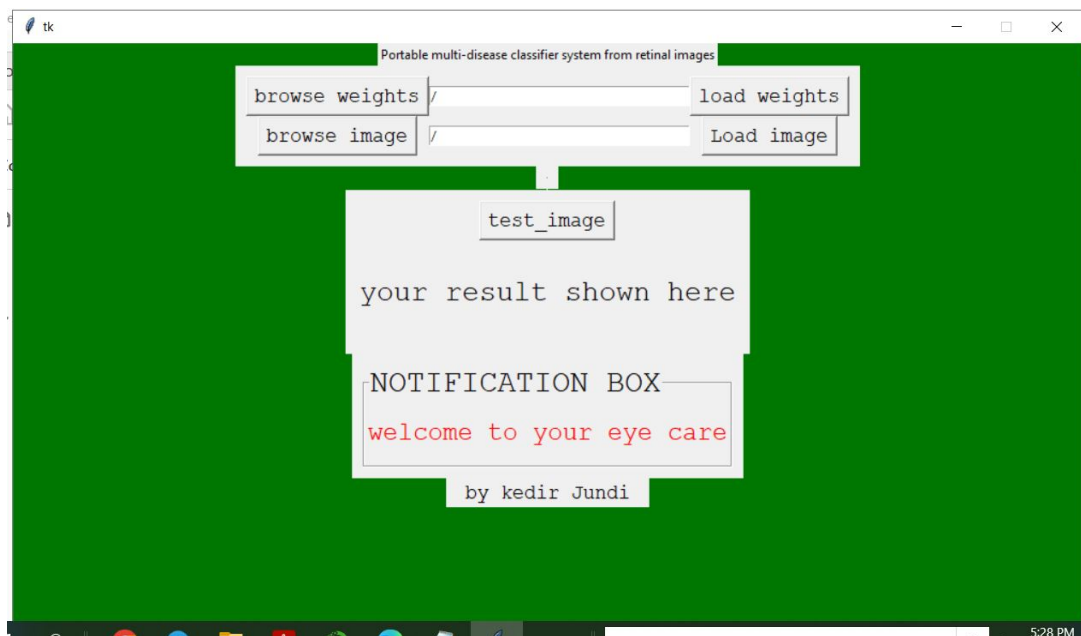 tk
Portable multi-disease classifier system from retinal images
browse weights / load weights
browse image / Load image
test_image
your result shown here
NOTIFICATION BOX
welcome to your eye care
by kedir Jundi
5:28 PM